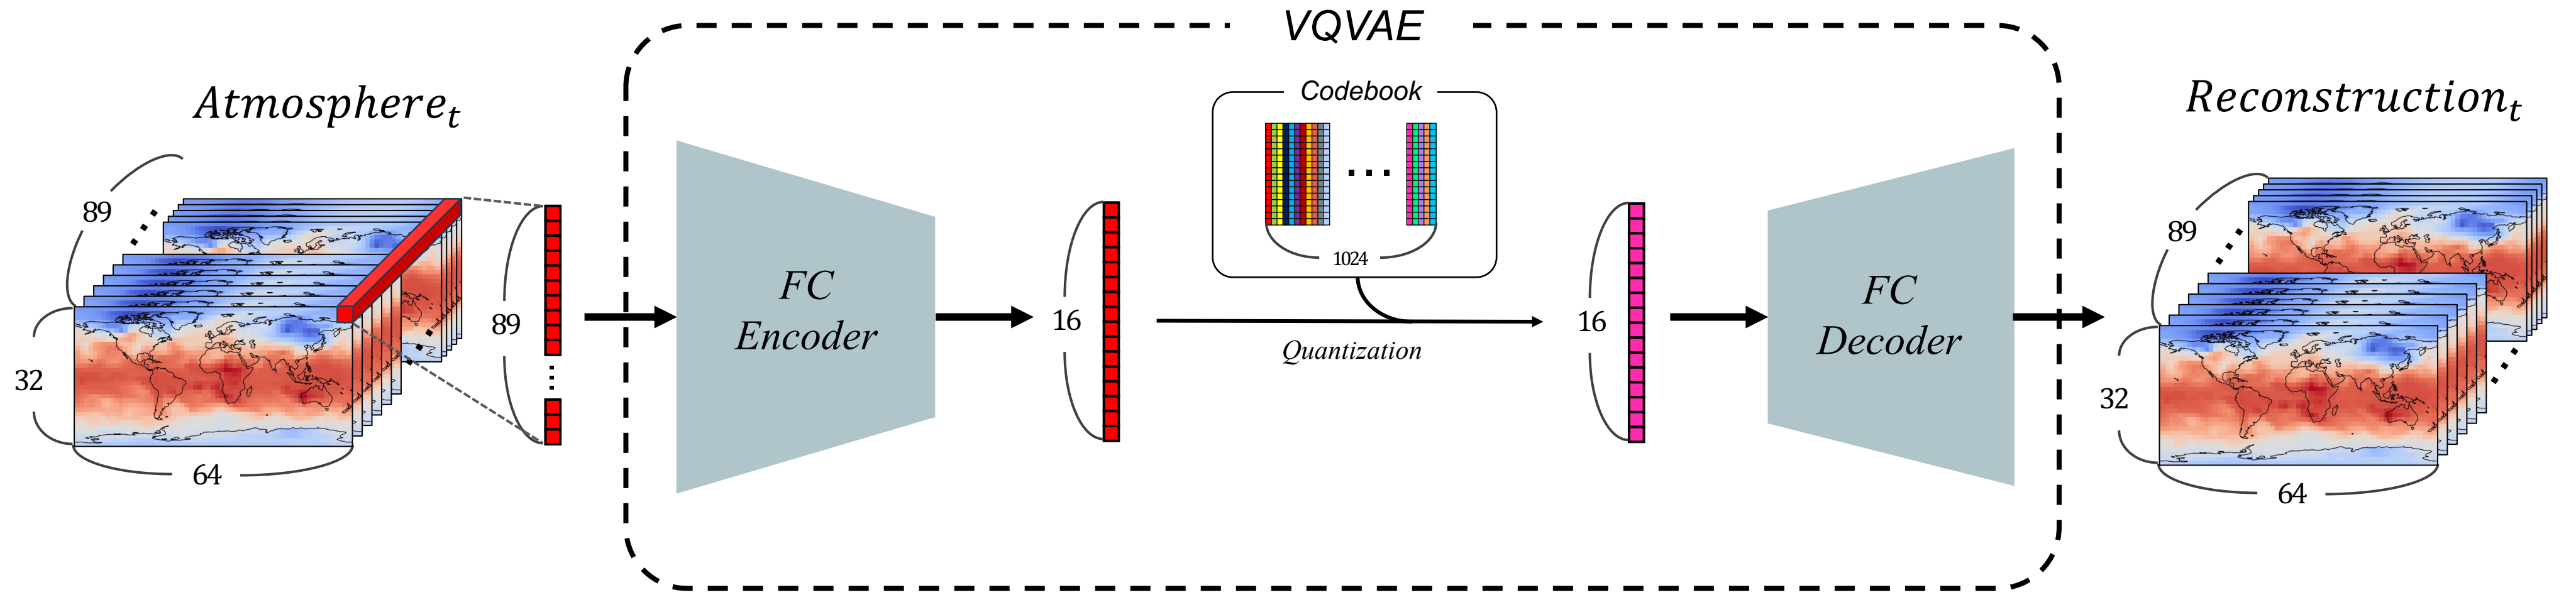 VQVAE
Atmosphere_t
89
32
64
89
FC
Encoder
16
Codebook
...
1024
Quantization
16
FC
Decoder
Reconstruction_t
89
32
64